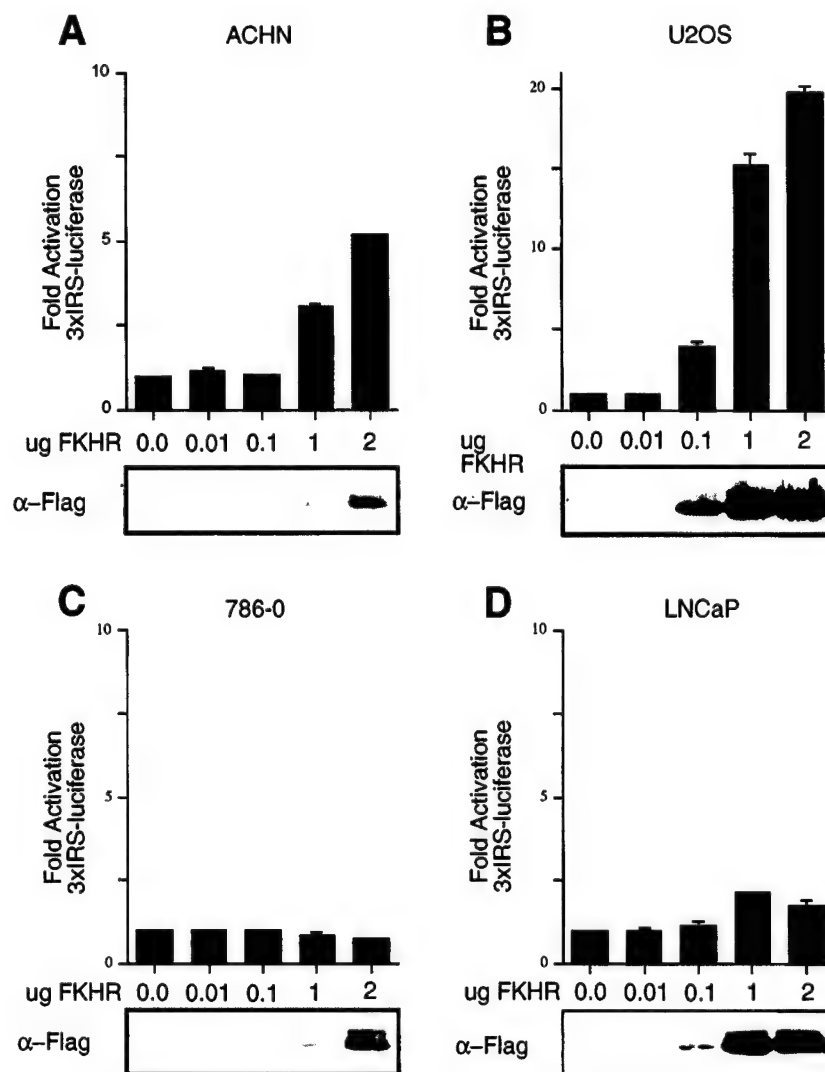 A
ACHN
Fold Activation
3xIRS-luciferase
10
5
0
ug FKHR 0.0 0.01 0.1 1 2
α-Flag
B
U2OS
Fold Activation
3xIRS-luciferase
20
10
0
ug
FKHR
0.0 0.01 0.1 1 2
α-Flag
C
786-0
Fold Activation
3xIRS-luciferase
10
5
0
ug FKHR 0.0 0.01 0.1 1 2
α-Flag
D
LNCaP
Fold Activation
3xIRS-luciferase
10
5
0
ug FKHR 0.0 0.01 0.1 1 2
α-Flag